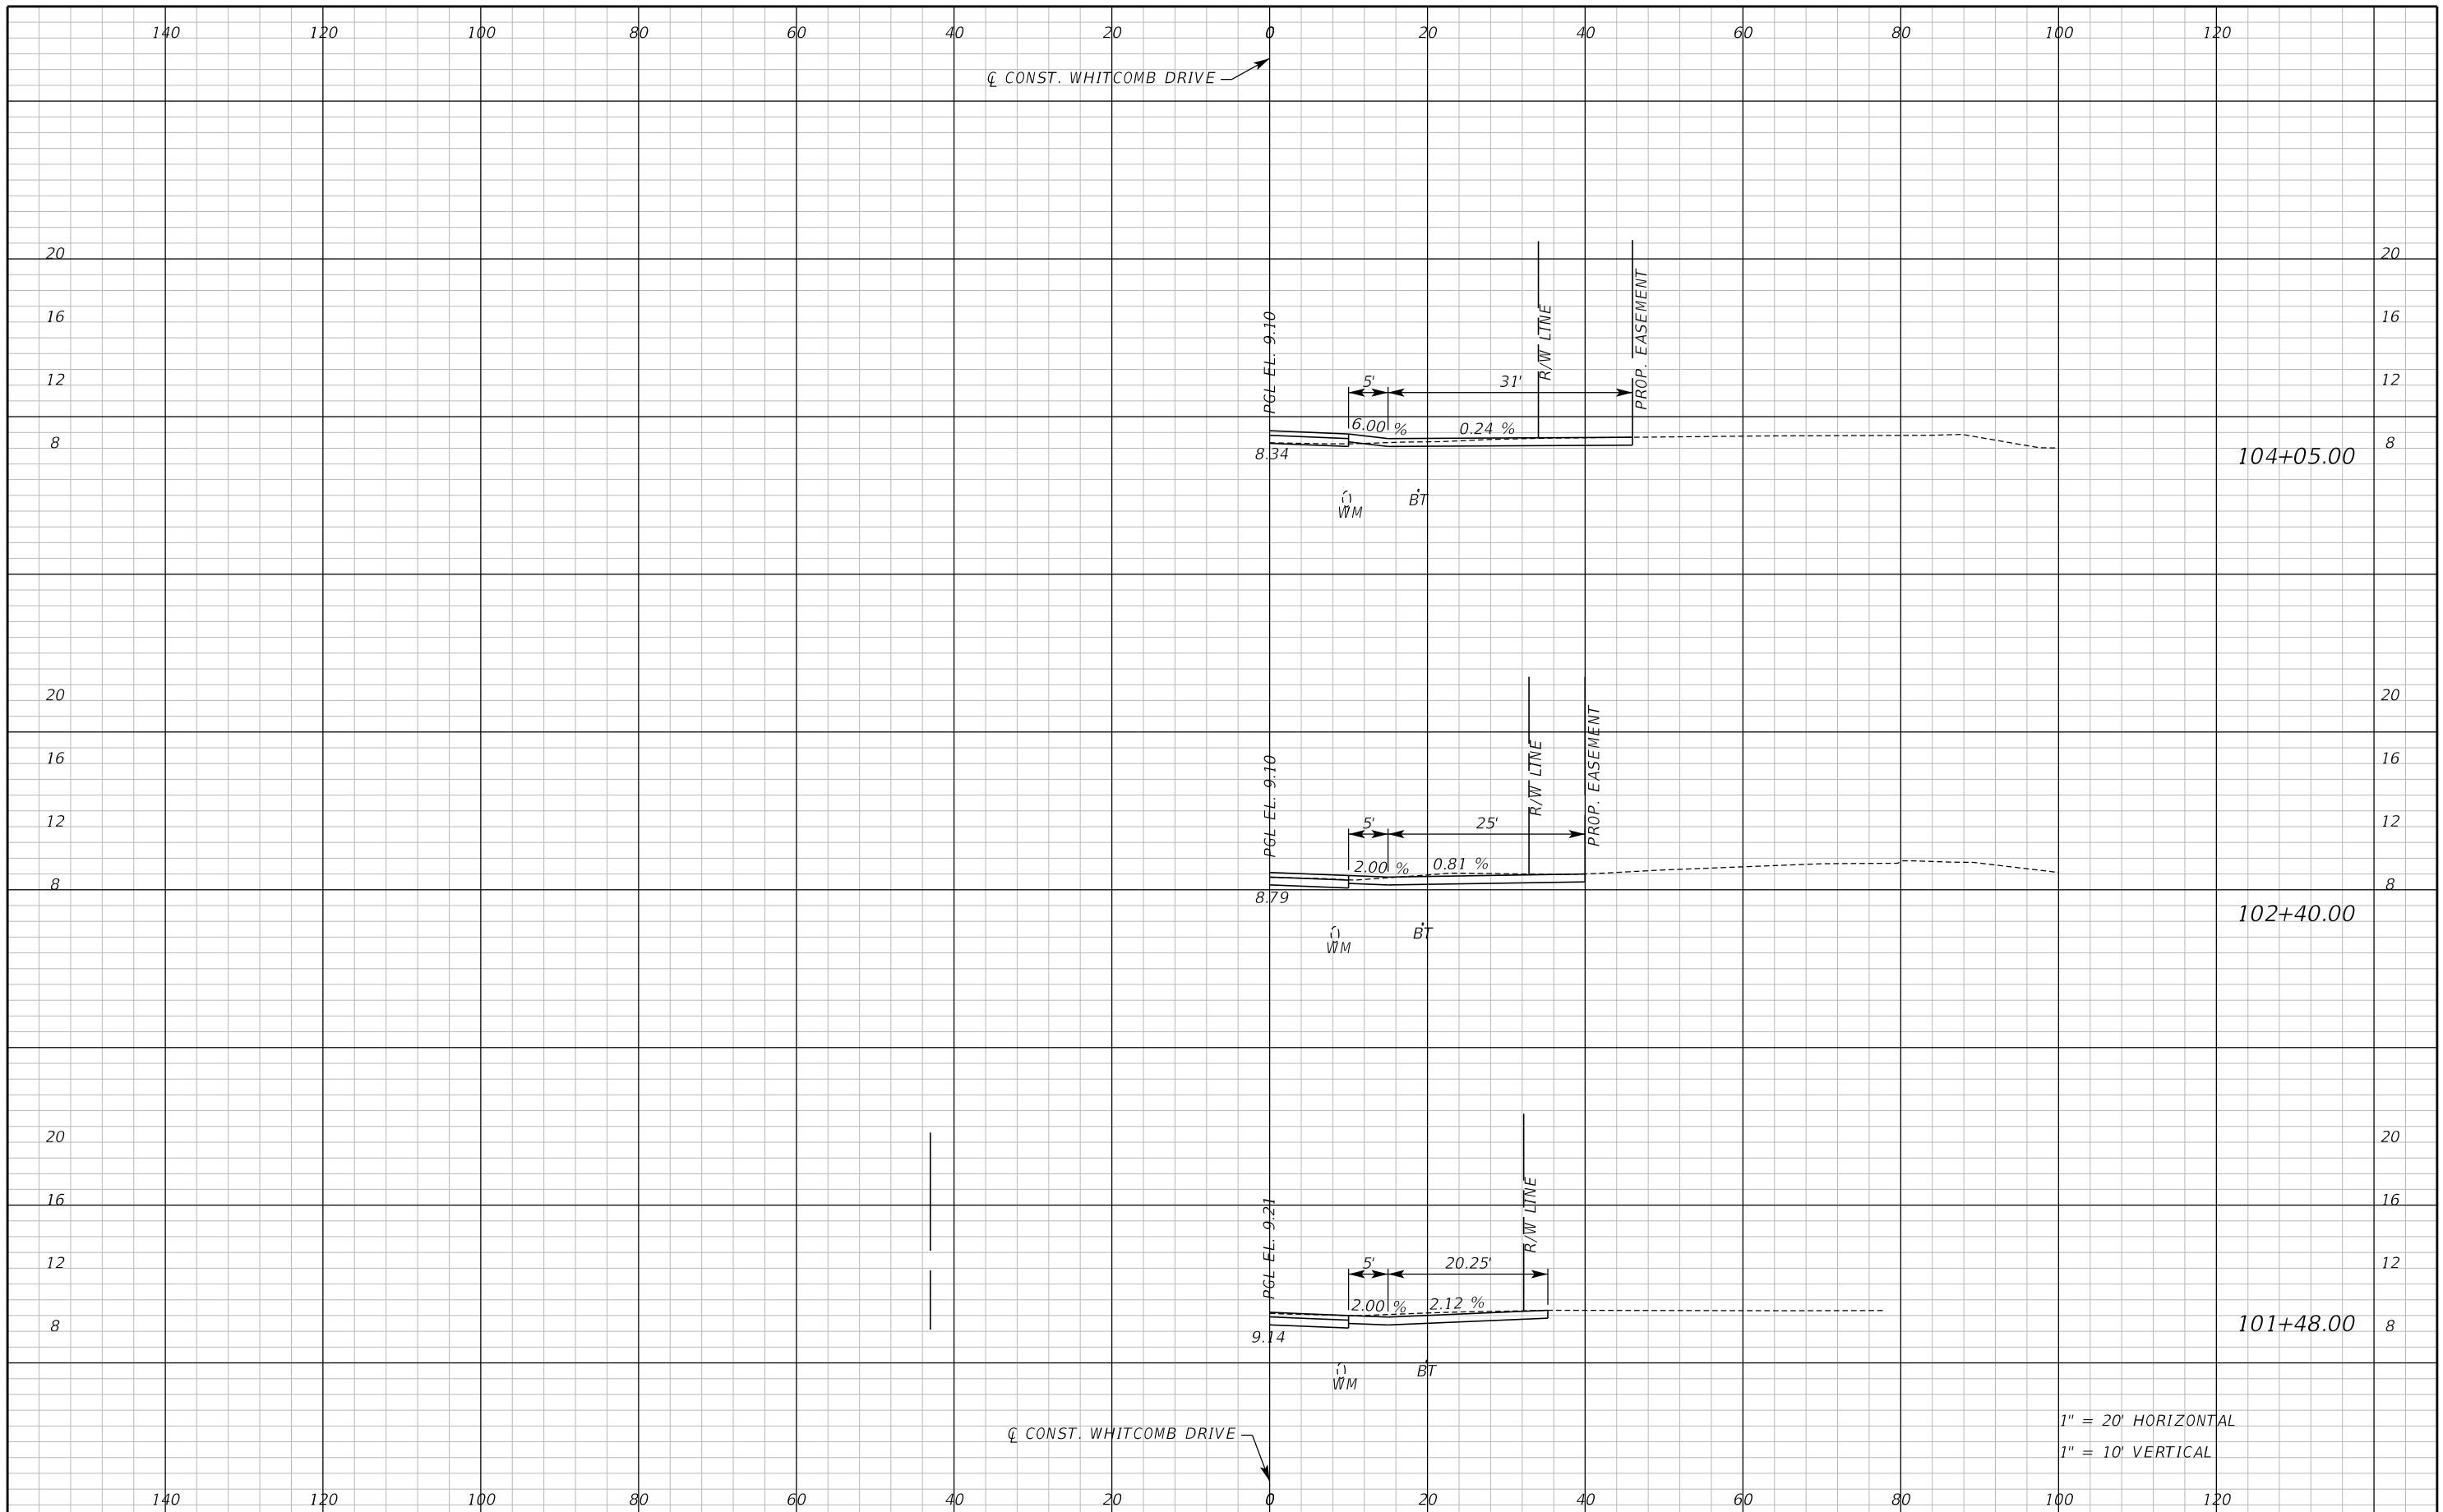 140 120 100 80 60 40 20 0 20 40 60 80 100 120
℄ CONST. WHITCOMB DRIVE
20 20
16 16
12 12
8 8
PGL EL. 9.10
R/W LINE
PROP. EASEMENT
5' 31'
6.00 % 0.24 %
8.34
104+05.00
WM BT
20 20
16 16
12 12
8 8
PGL EL. 9.10
R/W LINE
PROP. EASEMENT
5' 25'
2.00 % 0.81 %
8.79
102+40.00
WM BT
20 20
16 16
12 12
8 8
PGL EL. 9.21
R/W LINE
5' 20.25'
2.00 % 2.12 %
9.14
101+48.00
WM BT
℄ CONST. WHITCOMB DRIVE
1" = 20' HORIZONTAL
1" = 10' VERTICAL
140 120 100 80 60 40 20 0 20 40 60 80 100 120